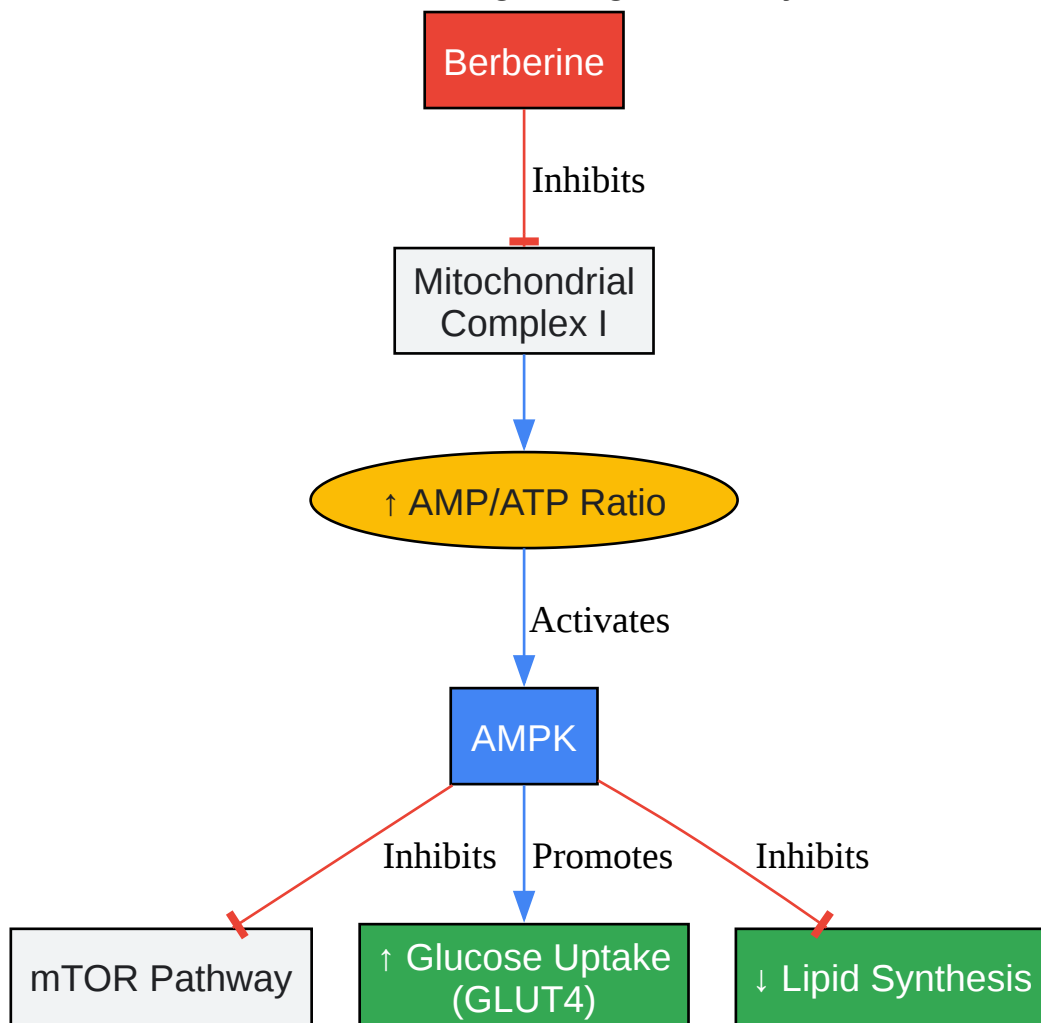 Berberine
Inhibits
Mitochondrial
Complex I
↑ AMP/ATP Ratio
Activates
AMPK
Inhibits
Promotes
Inhibits
mTOR Pathway
↑ Glucose Uptake
(GLUT4)
↓ Lipid Synthesis